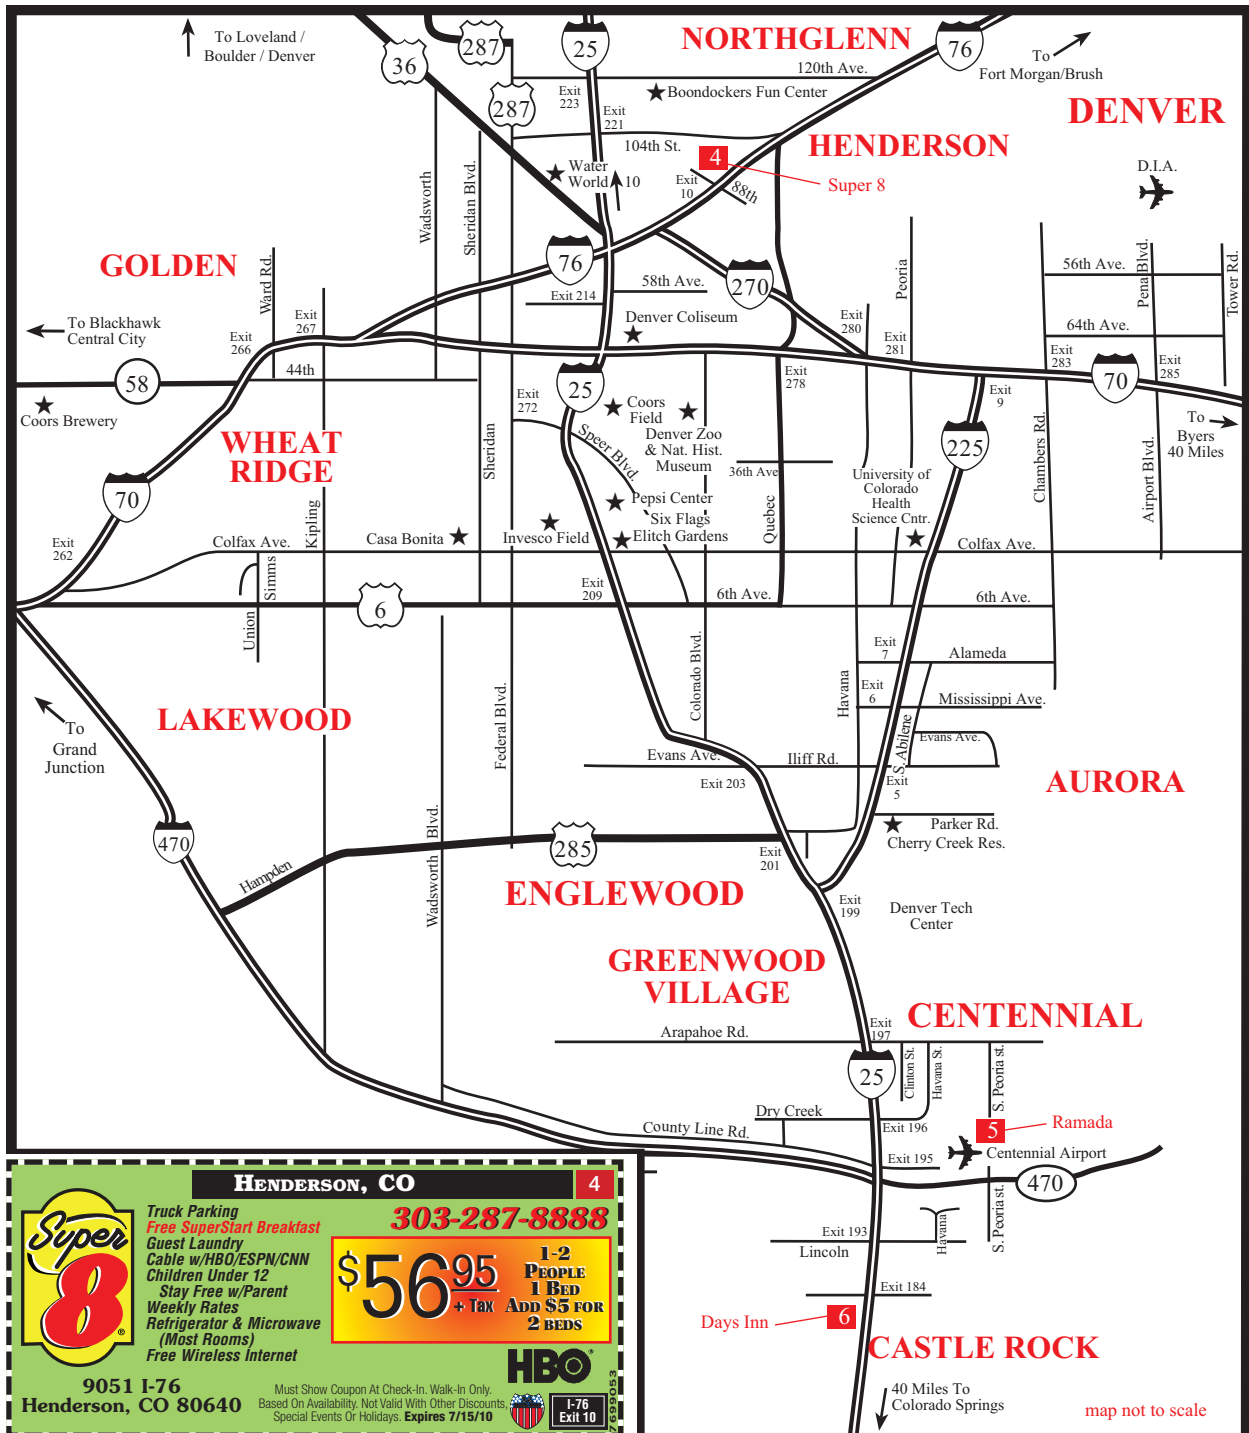 To Loveland /
Boulder / Denver
36
287
287
25
NORTHGLENN
76
To
Fort Morgan/Brush
120th Ave.
Exit
223
Boondockers Fun Center
DENVER
Exit
221
104th St.
HENDERSON
4
Super 8
Water
World
10
Exit
10
88th
D.I.A.
Wadsworth
Sheridan Blvd.
GOLDEN
Ward Rd.
76
270
Peoria
56th Ave.
Pena Blvd.
Tower Rd.
58th Ave.
Exit 214
To Blackhawk
Central City
Exit
266
Exit
267
Denver Coliseum
Exit
280
Exit
281
64th Ave.
Exit
283
Exit
285
70
58
44th
Coors Brewery
25
Exit
272
Exit
278
Exit
9
Coors
Field
Denver Zoo
& Nat. Hist.
Museum
To
Byers
40 Miles
WHEAT
RIDGE
Sheridan
Speer Blvd.
225
Chambers Rd.
Airport Blvd.
36th Ave
University of
Colorado
Health
Science Cntr.
70
Kipling
Pepsi Center
Six Flags
Elitch Gardens
Quebec
Exit
262
Colfax Ave.
Casa Bonita
Invesco Field
Colfax Ave.
Simms
Union
6
Exit
209
6th Ave.
6th Ave.
Exit
7
Alameda
Colorado Blvd.
Havana
Exit
6
Mississippi Ave.
LAKEWOOD
To
Grand
Junction
Federal Blvd.
S. Abilene
Evans Ave.
Evans Ave.
Iliff Rd.
Exit 203
Exit
5
AURORA
Parker Rd.
Cherry Creek Res.
470
Wadsworth Blvd.
285
Hampden
Exit
201
ENGLEWOOD
Exit
199
Denver Tech
Center
GREENWOOD
VILLAGE
CENTENNIAL
Arapahoe Rd.
Exit
197
25
Clinton St.
Havana St.
S. Peoria st.
Dry Creek
Exit 196
County Line Rd.
5
Ramada
Exit 195
Centennial Airport
470
S. Peoria st.
Havana
Exit 193
Lincoln
Exit 184
Days Inn
6
CASTLE ROCK
40 Miles To
Colorado Springs
map not to scale
HENDERSON, CO
4
Super
8
®
Truck Parking
Free SuperStart Breakfast
Guest Laundry
Cable w/HBO/ESPN/CNN
Children Under 12
Stay Free w/Parent
Weekly Rates
Refrigerator & Microwave
(Most Rooms)
Free Wireless Internet
303-287-8888
$56 95
+ Tax
1-2
PEOPLE
1 BED
ADD $5 FOR
2 BEDS
9051 I-76
Henderson, CO 80640
HBO®
Must Show Coupon At Check-In. Walk-In Only.
Based On Availability. Not Valid With Other Discounts,
Special Events Or Holidays. Expires 7/15/10
I-76
Exit 10
7699053